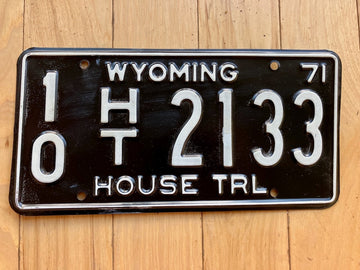 WYOMING 71
10 HT 2133
HOUSE TRL